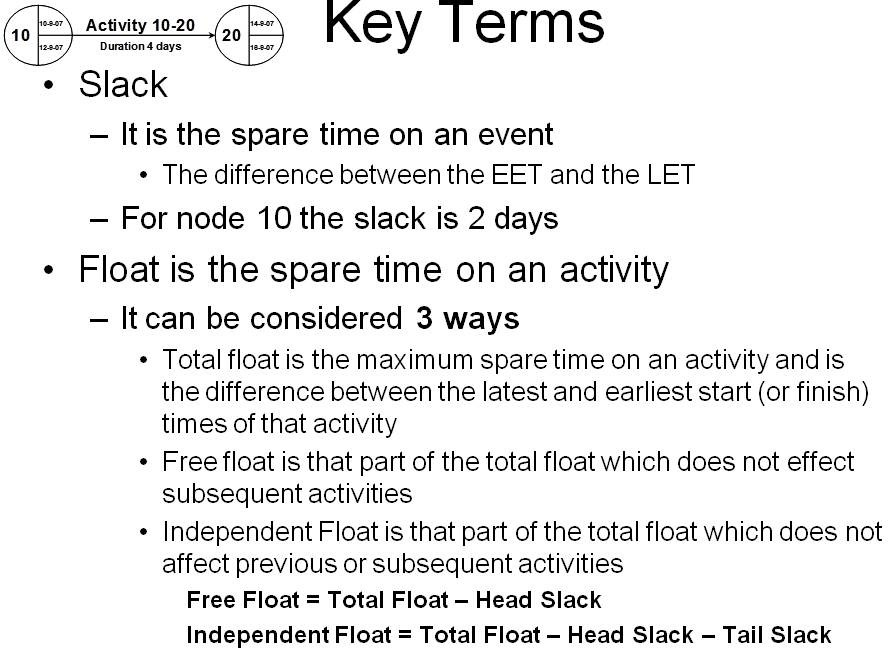 Key Terms
10
10-9-07
12-9-07
Activity 10-20
Duration 4 days
20
14-9-07
16-9-07
• Slack
– It is the spare time on an event
• The difference between the EET and the LET
– For node 10 the slack is 2 days
• Float is the spare time on an activity
– It can be considered 3 ways
• Total float is the maximum spare time on an activity and is
the difference between the latest and earliest start (or finish)
times of that activity
• Free float is that part of the total float which does not effect
subsequent activities
• Independent Float is that part of the total float which does not
affect previous or subsequent activities
Free Float = Total Float – Head Slack
Independent Float = Total Float – Head Slack – Tail Slack